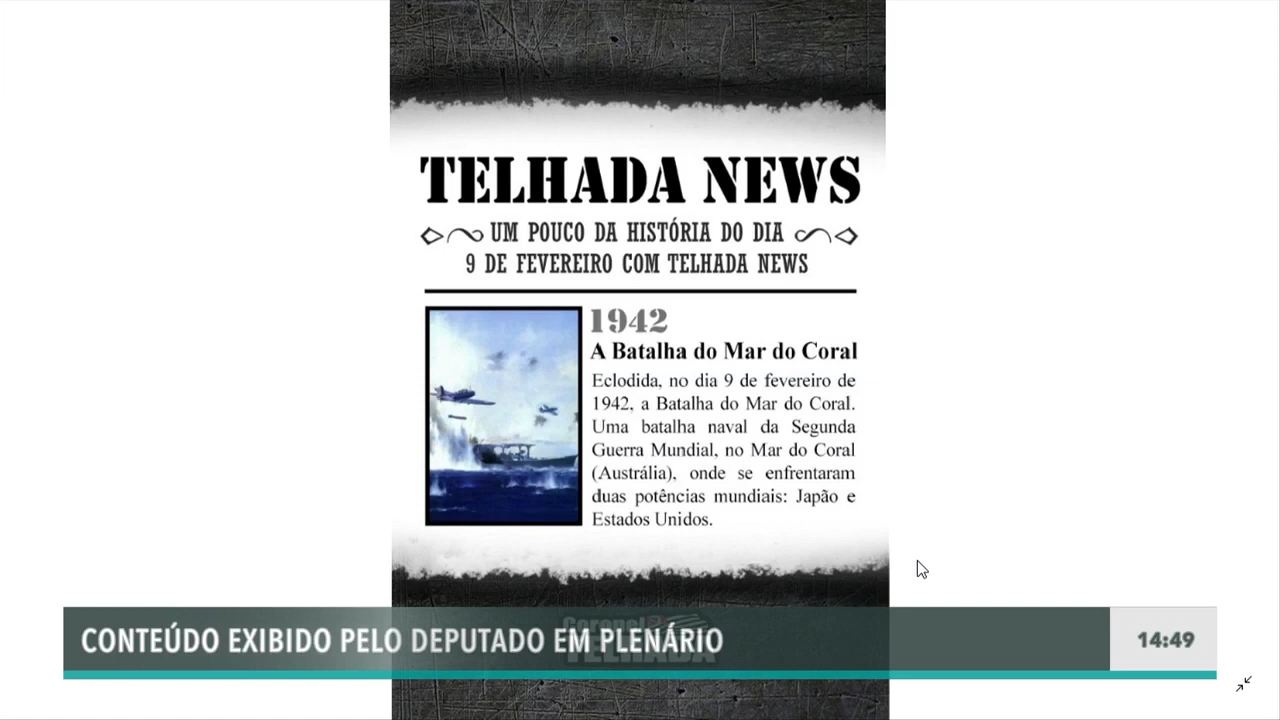 TELHADA NEWS
UM POUCO DA HISTÓRIA DO DIA
9 DE FEVEREIRO COM TELHADA NEWS
1942
A Batalha do Mar do Coral
Eclodida, no dia 9 de fevereiro de
1942, a Batalha do Mar do Coral.
Uma batalha naval da Segunda
Guerra Mundial, no Mar do Coral
(Austrália), onde se enfrentaram
duas potências mundiais: Japão e
Estados Unidos.
Coronel
TELHADA
CONTEÚDO EXIBIDO PELO DEPUTADO EM PLENÁRIO
14:49